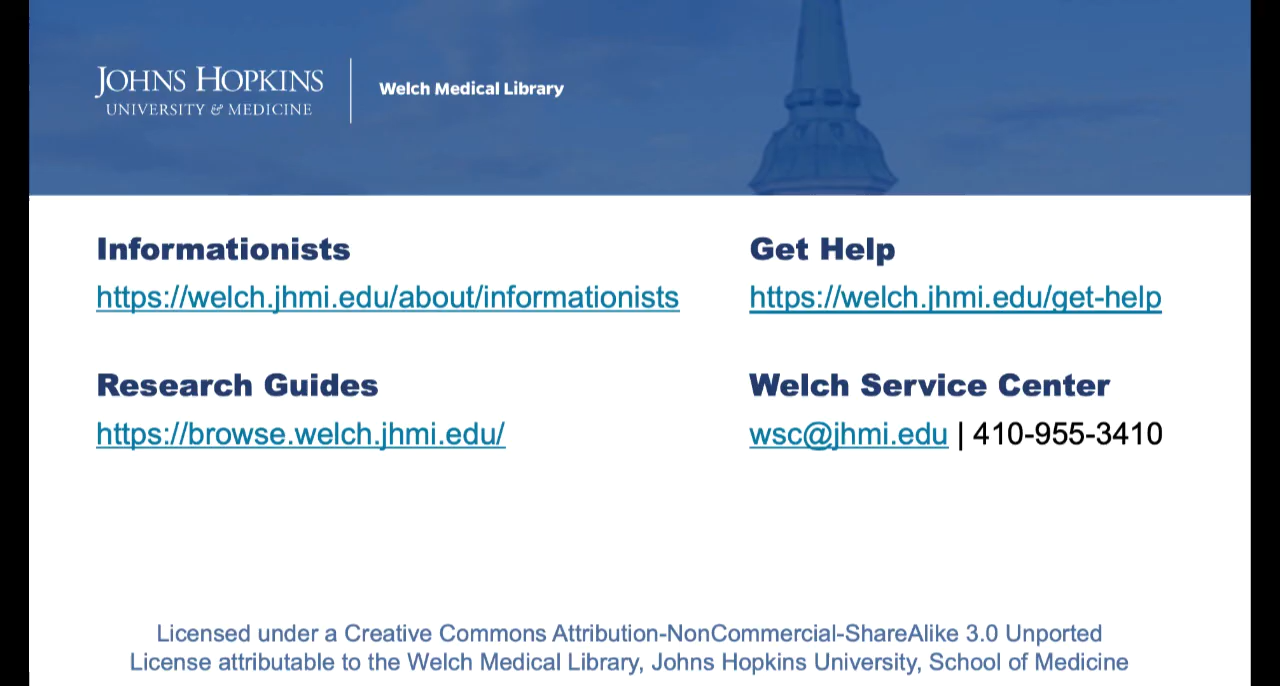 JOHNS HOPKINS
UNIVERSITY & MEDICINE
Welch Medical Library
Informationists
https://welch.jhmi.edu/about/informationists
Get Help
https://welch.jhmi.edu/get-help
Research Guides
https://browse.welch.jhmi.edu/
Welch Service Center
wsc@jhmi.edu | 410-955-3410
Licensed under a Creative Commons Attribution-NonCommercial-ShareAlike 3.0 Unported
License attributable to the Welch Medical Library, Johns Hopkins University, School of Medicine